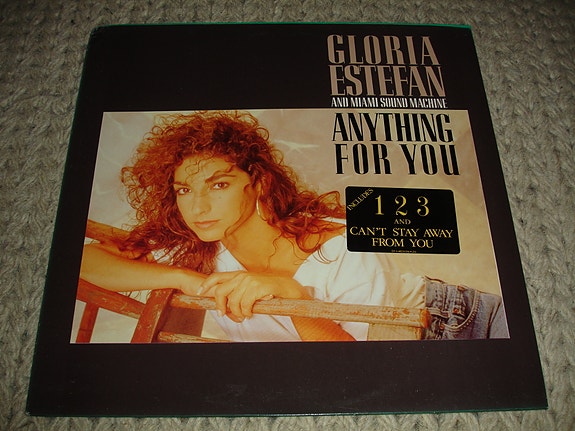 GLORIA
ESTEFAN
AND MIAMI SOUND MACHINE
ANYTHING
FOR YOU
INCLUDES
1 2 3
AND
CAN'T STAY AWAY
FROM YOU